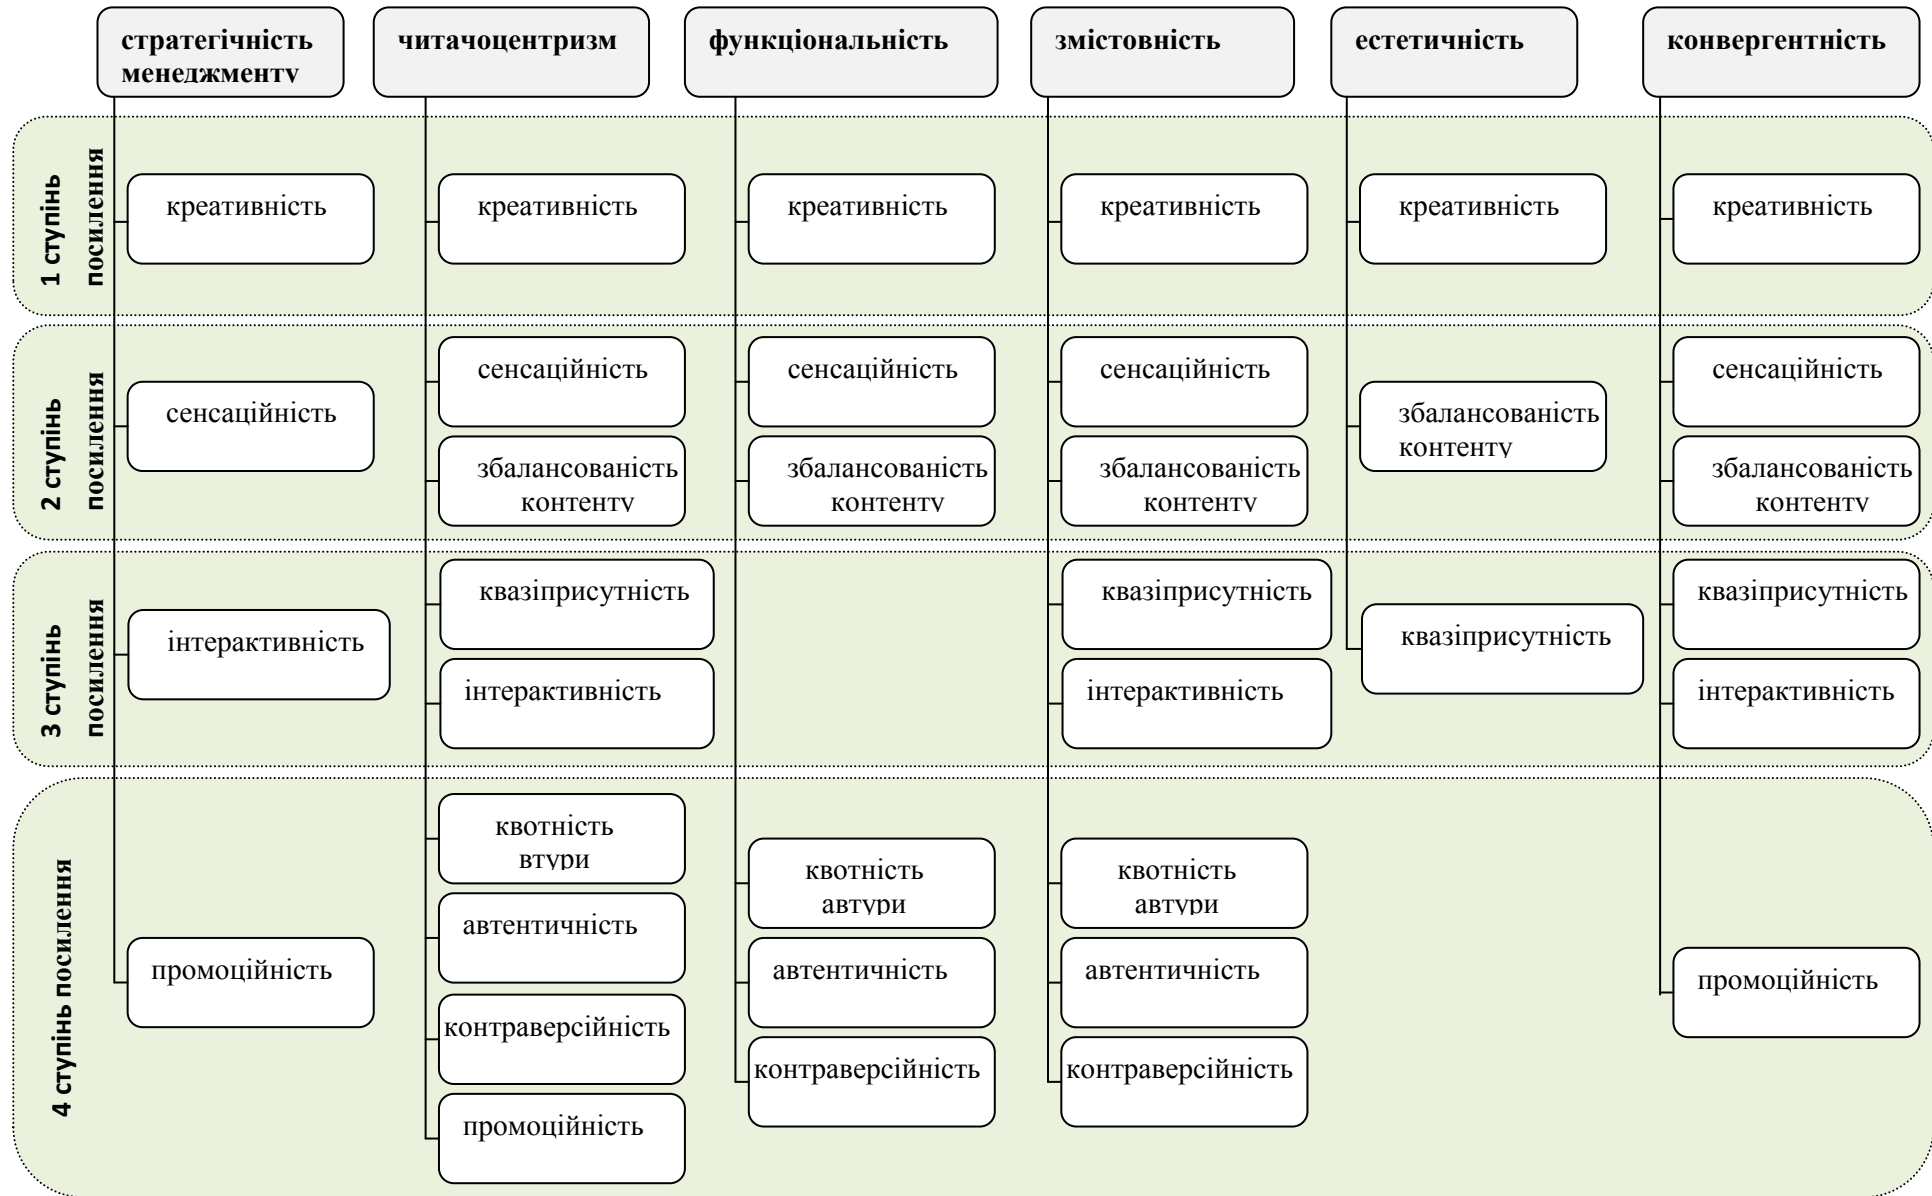 стратегічність
менеджменту
читачоцентризм
функціональність
змістовність
естетичність
конвергентність
1 ступінь
посилення
креативність
креативність
креативність
креативність
креативність
креативність
2 ступінь
посилення
сенсаційність
сенсаційність
збалансованість
контенту
сенсаційність
збалансованість
контенту
сенсаційність
збалансованість
контенту
збалансованість
контенту
сенсаційність
збалансованість
контенту
3 ступінь
посилення
інтерактивність
квазіприсутність
інтерактивність
квазіприсутність
інтерактивність
квазіприсутність
квазіприсутність
інтерактивність
4 ступінь посилення
промоційність
квотність
втури
автентичність
контраверсійність
промоційність
квотність
автури
автентичність
контраверсійність
квотність
автури
автентичність
контраверсійність
промоційність